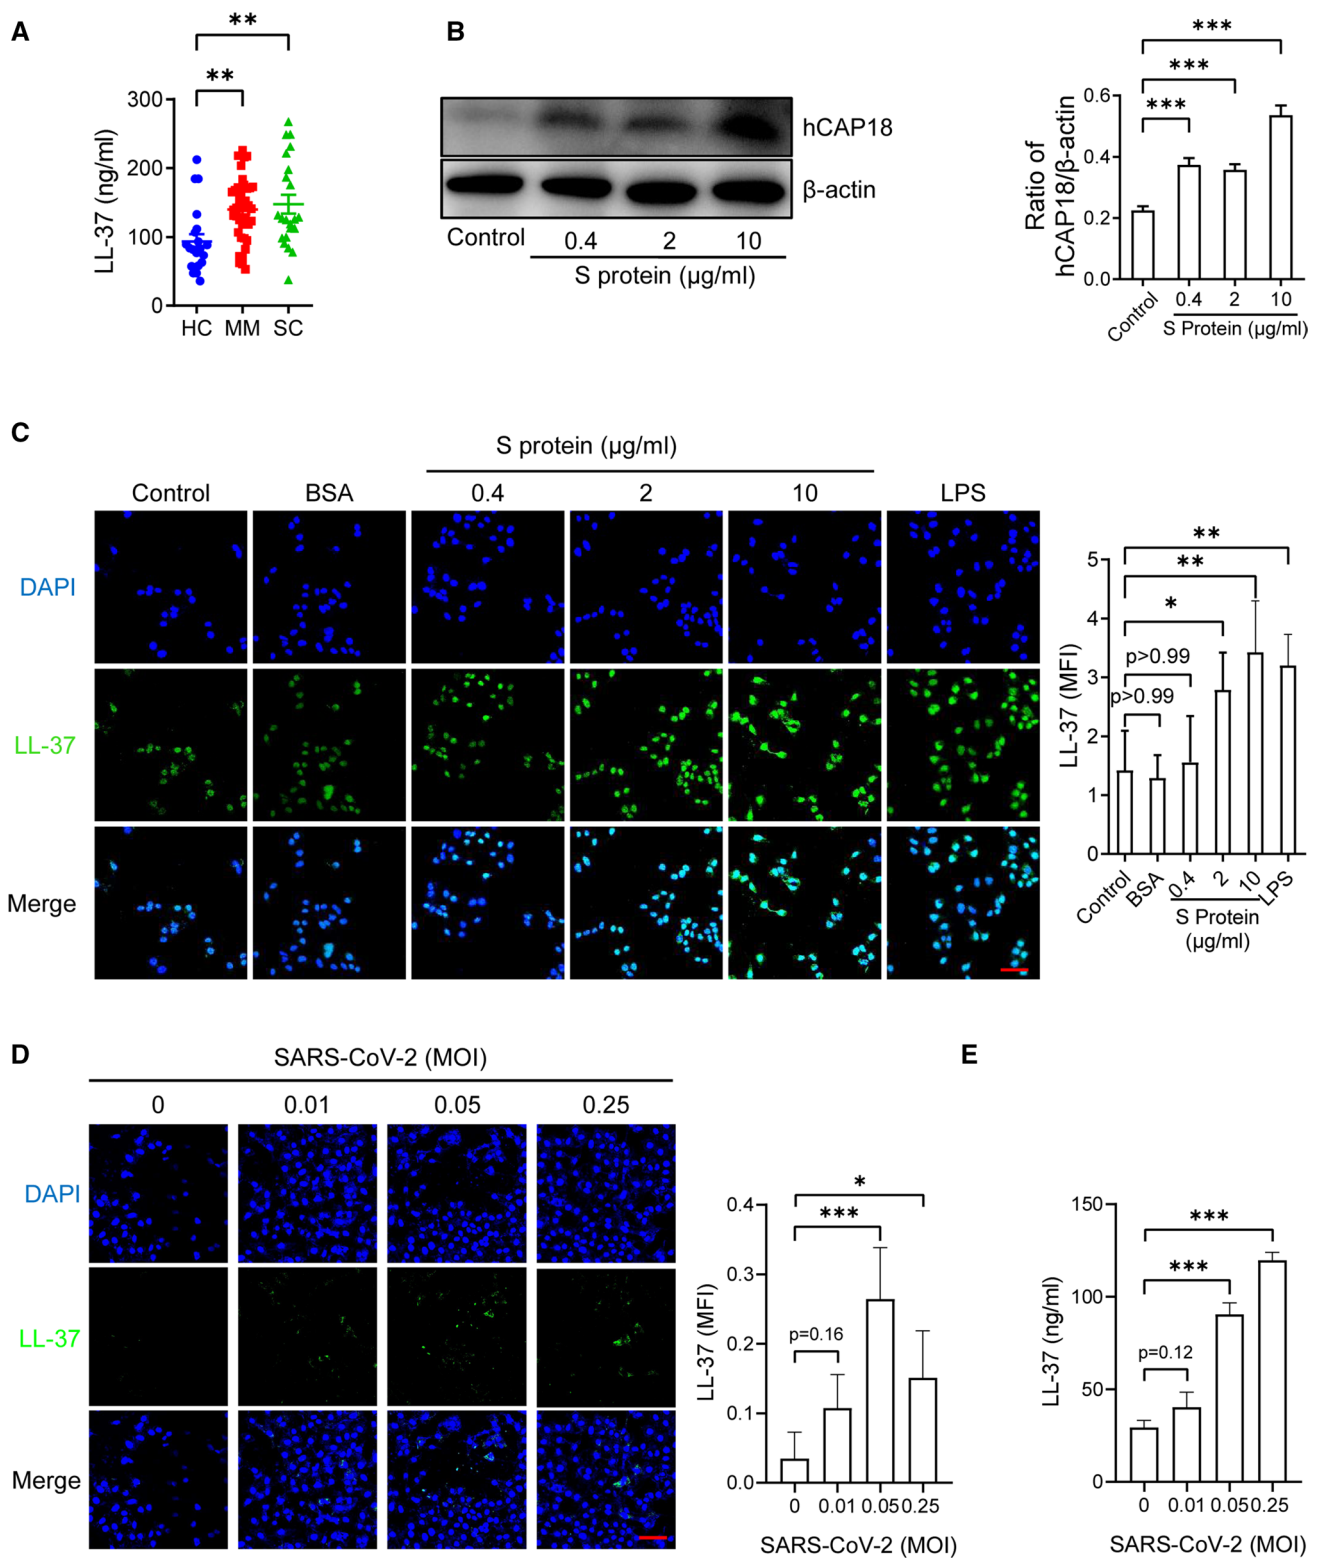 A
**
**
300
200
100
0
LL-37 (ng/ml)
HC MM SC
B
hCAP18
β-actin
Control 0.4 2 10
S protein (μg/ml)
***
***
***
0.6
0.4
0.2
0.0
Ratio of
hCAP18/β-actin
Control 0.4 2 10
S Protein (μg/ml)
C
S protein (μg/ml)
Control BSA 0.4 2 10 LPS
DAPI
LL-37
Merge
**
**
*
p>0.99
p>0.99
5
4
3
2
1
0
LL-37 (MFI)
Control BSA 0.4 2 10 LPS
S Protein
(μg/ml)
D
SARS-CoV-2 (MOI)
0 0.01 0.05 0.25
DAPI
LL-37
Merge
*
***
p=0.16
0.4
0.3
0.2
0.1
0.0
LL-37 (MFI)
0 0.01 0.05 0.25
SARS-CoV-2 (MOI)
E
***
***
p=0.12
150
100
50
0
LL-37 (ng/ml)
0 0.01 0.05 0.25
SARS-CoV-2 (MOI)